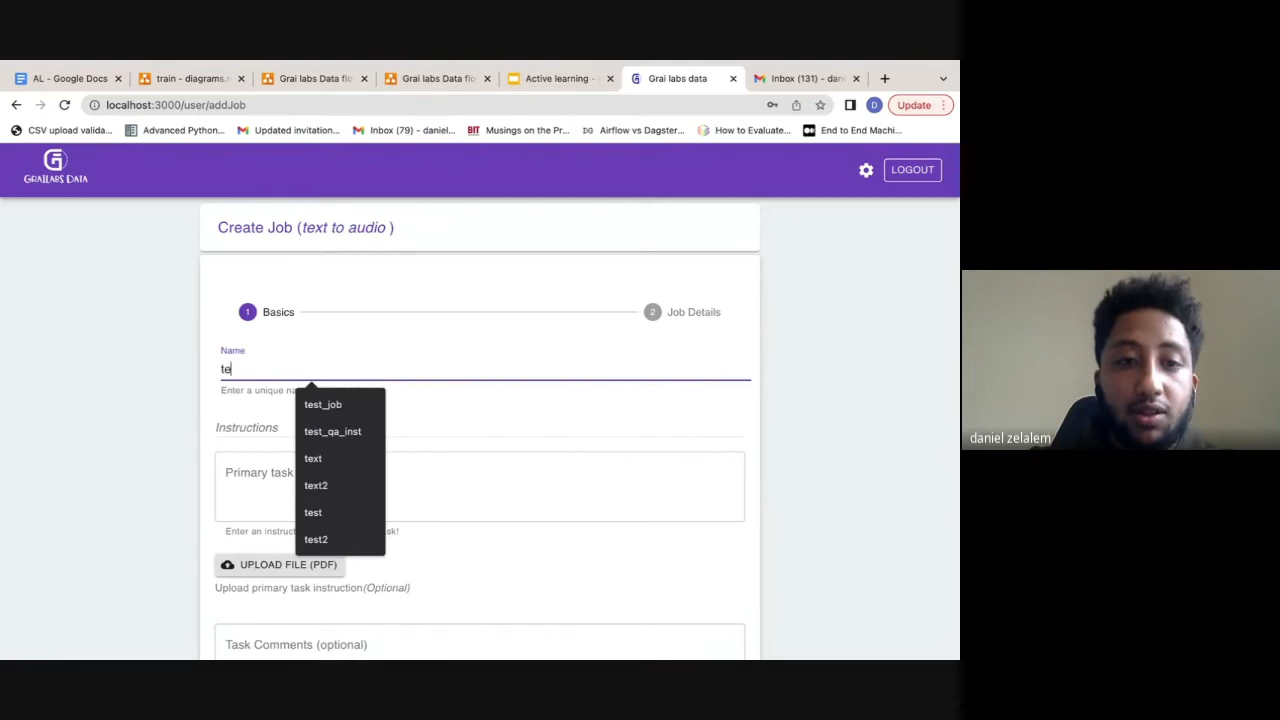 AL - Google Docs
train - diagrams.
Grai labs Data flo
Grai labs Data flo
Active learning -
Grai labs data
Inbox (131) - dani
localhost:3000/user/addJob
D
Update
CSV upload valida...
Advanced Python...
Updated invitation...
Inbox (79) - daniel...
BIT Musings on the Pr...
DG Airflow vs Dagster...
How to Evaluate...
End to End Machi...
GRAILABS DATA
LOGOUT
Create Job (text to audio )
1 Basics
2 Job Details
Name
te
Enter a unique
test_job
Instructions
test_qa_inst
text
Primary task
text2
test
Enter an
test2
UPLOAD FILE (PDF)
Upload primary task instruction(Optional)
Task Comments (optional)
daniel zelalem